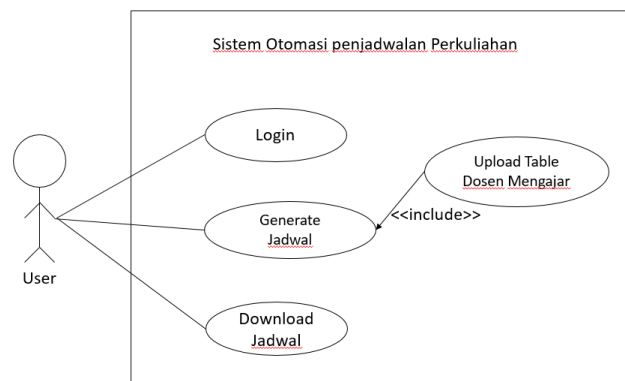 Sistem Otomasi penjadwalan Perkuliahan
Login
Upload Table
Dosen Mengajar
Generate
Jadwal
<<include>>
User
Download
Jadwal